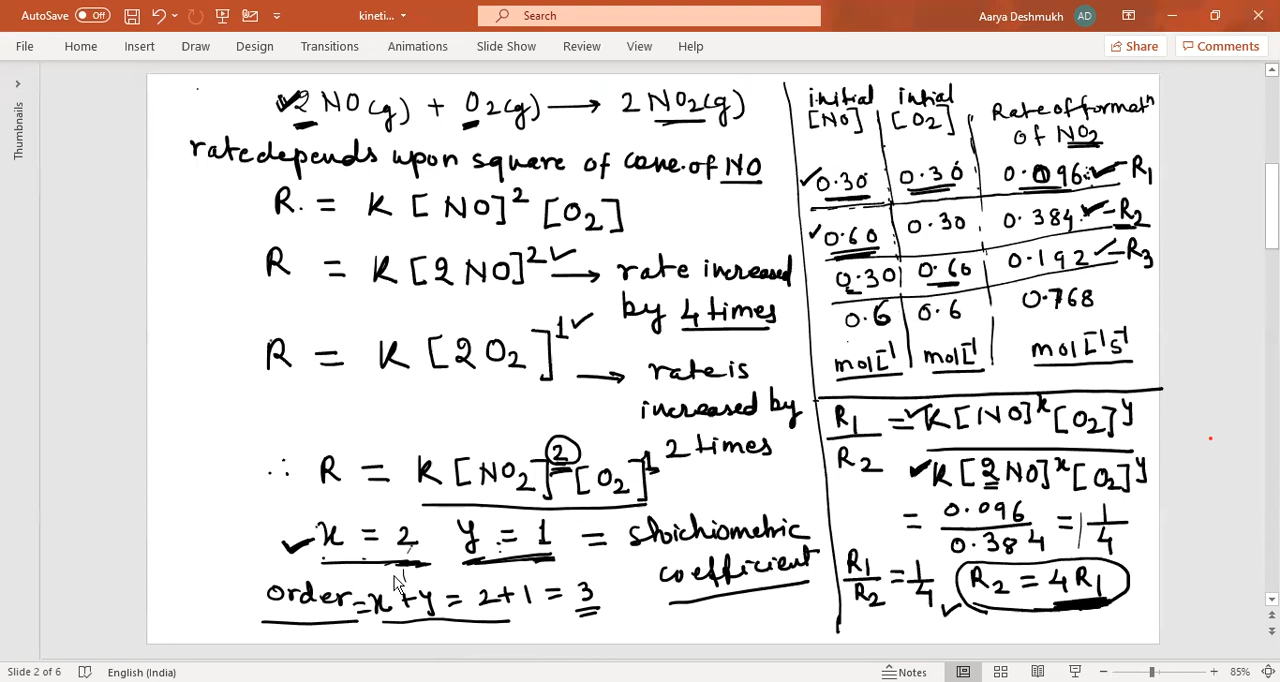 AutoSave Off kineti... Search Aarya Deshmukh AD
File Home Insert Draw Design Transitions Animations Slide Show Review View Help Share Comments
Thumbnails
2 NO(g) + O2(g) → 2 NO2(g)
rate depends upon square of conc. of NO
R = K [NO]² [O2]
R = K [2NO]² → rate increased
by 4 times
R = K [2O2]¹ → rate is
increased by
2 times
∴ R = K [NO2]² [O2]¹
x = 2 y = 1 = stoichiometric
coefficient
order = x + y = 2 + 1 = 3
initial [NO] intial [O2] Rate of formatⁿ of NO2
0.30 0.30 0.096 R1
0.60 0.30 0.384 - R2
0.30 0.60 0.192 - R3
0.6 0.6 0.768
mol L⁻¹ mol L⁻¹ mol L⁻¹ s⁻¹
R1/R2 = K [NO]ˣ [O2]ʸ / K [2NO]ˣ [O2]ʸ
= 0.096/0.384 = 1/4
R1/R2 = 1/4 R2 = 4R1
Slide 2 of 6 English (India) Notes 85%